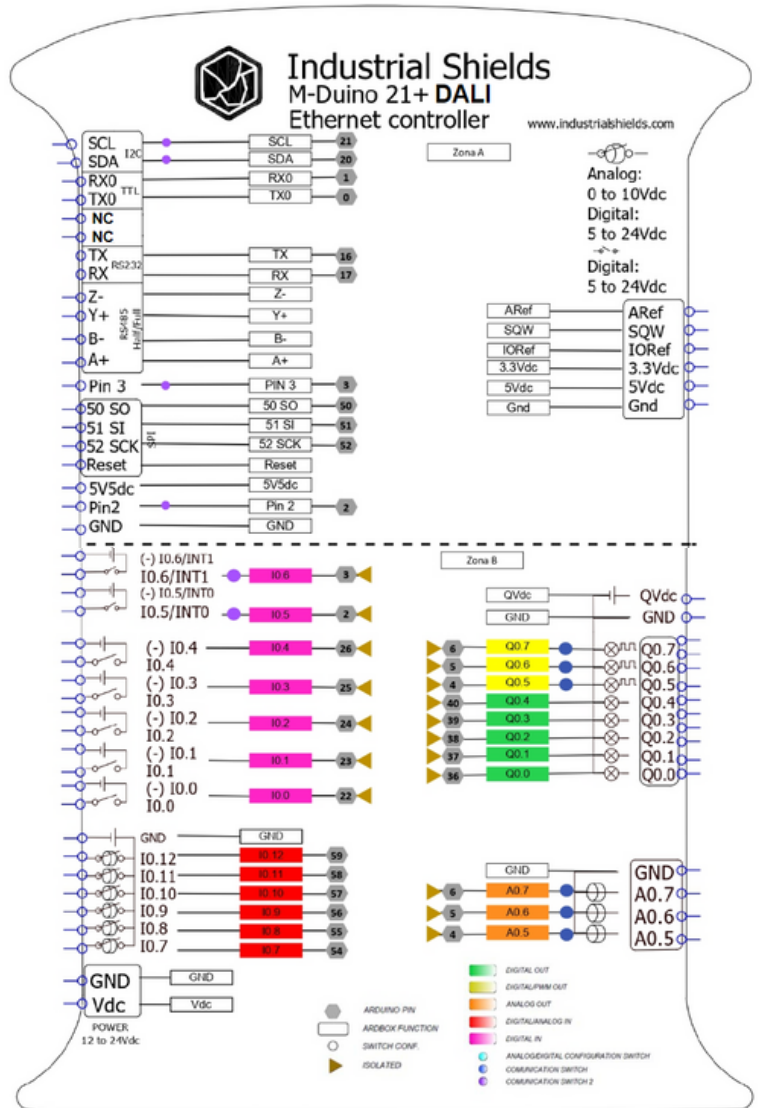 Industrial Shields
M-Duino 21+ DALI
Ethernet controller
www.industrialshields.com
Zona A
SCL I2C SCL 21
SDA SDA 20
RX0 TTL RX0 1
TX0 TX0 0
NC
NC
TX RS232 TX 16
RX RX 17
Z- RS485 Half/Full Z-
Y+ Y+
B- B-
A+ A+
Pin 3 PIN 3 3
50 SO SPI 50 SO 50
51 SI 51 SI 51
52 SCK 52 SCK 52
Reset Reset
5V5dc 5V5dc
Pin2 Pin 2 2
GND GND
Analog:
0 to 10Vdc
Digital:
5 to 24Vdc
Digital:
5 to 24Vdc
ARef ARef
SQW SQW
IORef IORef
3.3Vdc 3.3Vdc
5Vdc 5Vdc
Gnd Gnd
Zona B
(-) I0.6/INT1
I0.6/INT1 I0.6 3
(-) I0.5/INT0
I0.5/INT0 I0.5 2
(-) I0.4 I0.4 26
I0.4
(-) I0.3 I0.3 25
I0.3
(-) I0.2 I0.2 24
I0.2
(-) I0.1 I0.1 23
I0.1
(-) I0.0 I0.0 22
I0.0
GND GND
I0.12 I0.12 59
I0.11 I0.11 58
I0.10 I0.10 57
I0.9 I0.9 56
I0.8 I0.8 55
I0.7 I0.7 54
GND GND
Vdc Vdc
POWER
12 to 24Vdc
QVdc QVdc
GND GND
6 Q0.7 Q0.7
5 Q0.6 Q0.6
4 Q0.5 Q0.5
40 Q0.4 Q0.4
39 Q0.3 Q0.3
38 Q0.2 Q0.2
37 Q0.1 Q0.1
36 Q0.0 Q0.0
GND GND
6 A0.7 A0.7
5 A0.6 A0.6
4 A0.5 A0.5
ARDUINO PIN
ARDBOX FUNCTION
SWITCH CONF.
ISOLATED
DIGITAL OUT
DIGITAL/PWM OUT
ANALOG OUT
DIGITAL/ANALOG IN
DIGITAL IN
ANALOG/DIGITAL CONFIGURATION SWITCH
COMUNICATION SWITCH
COMUNICATION SWITCH 2